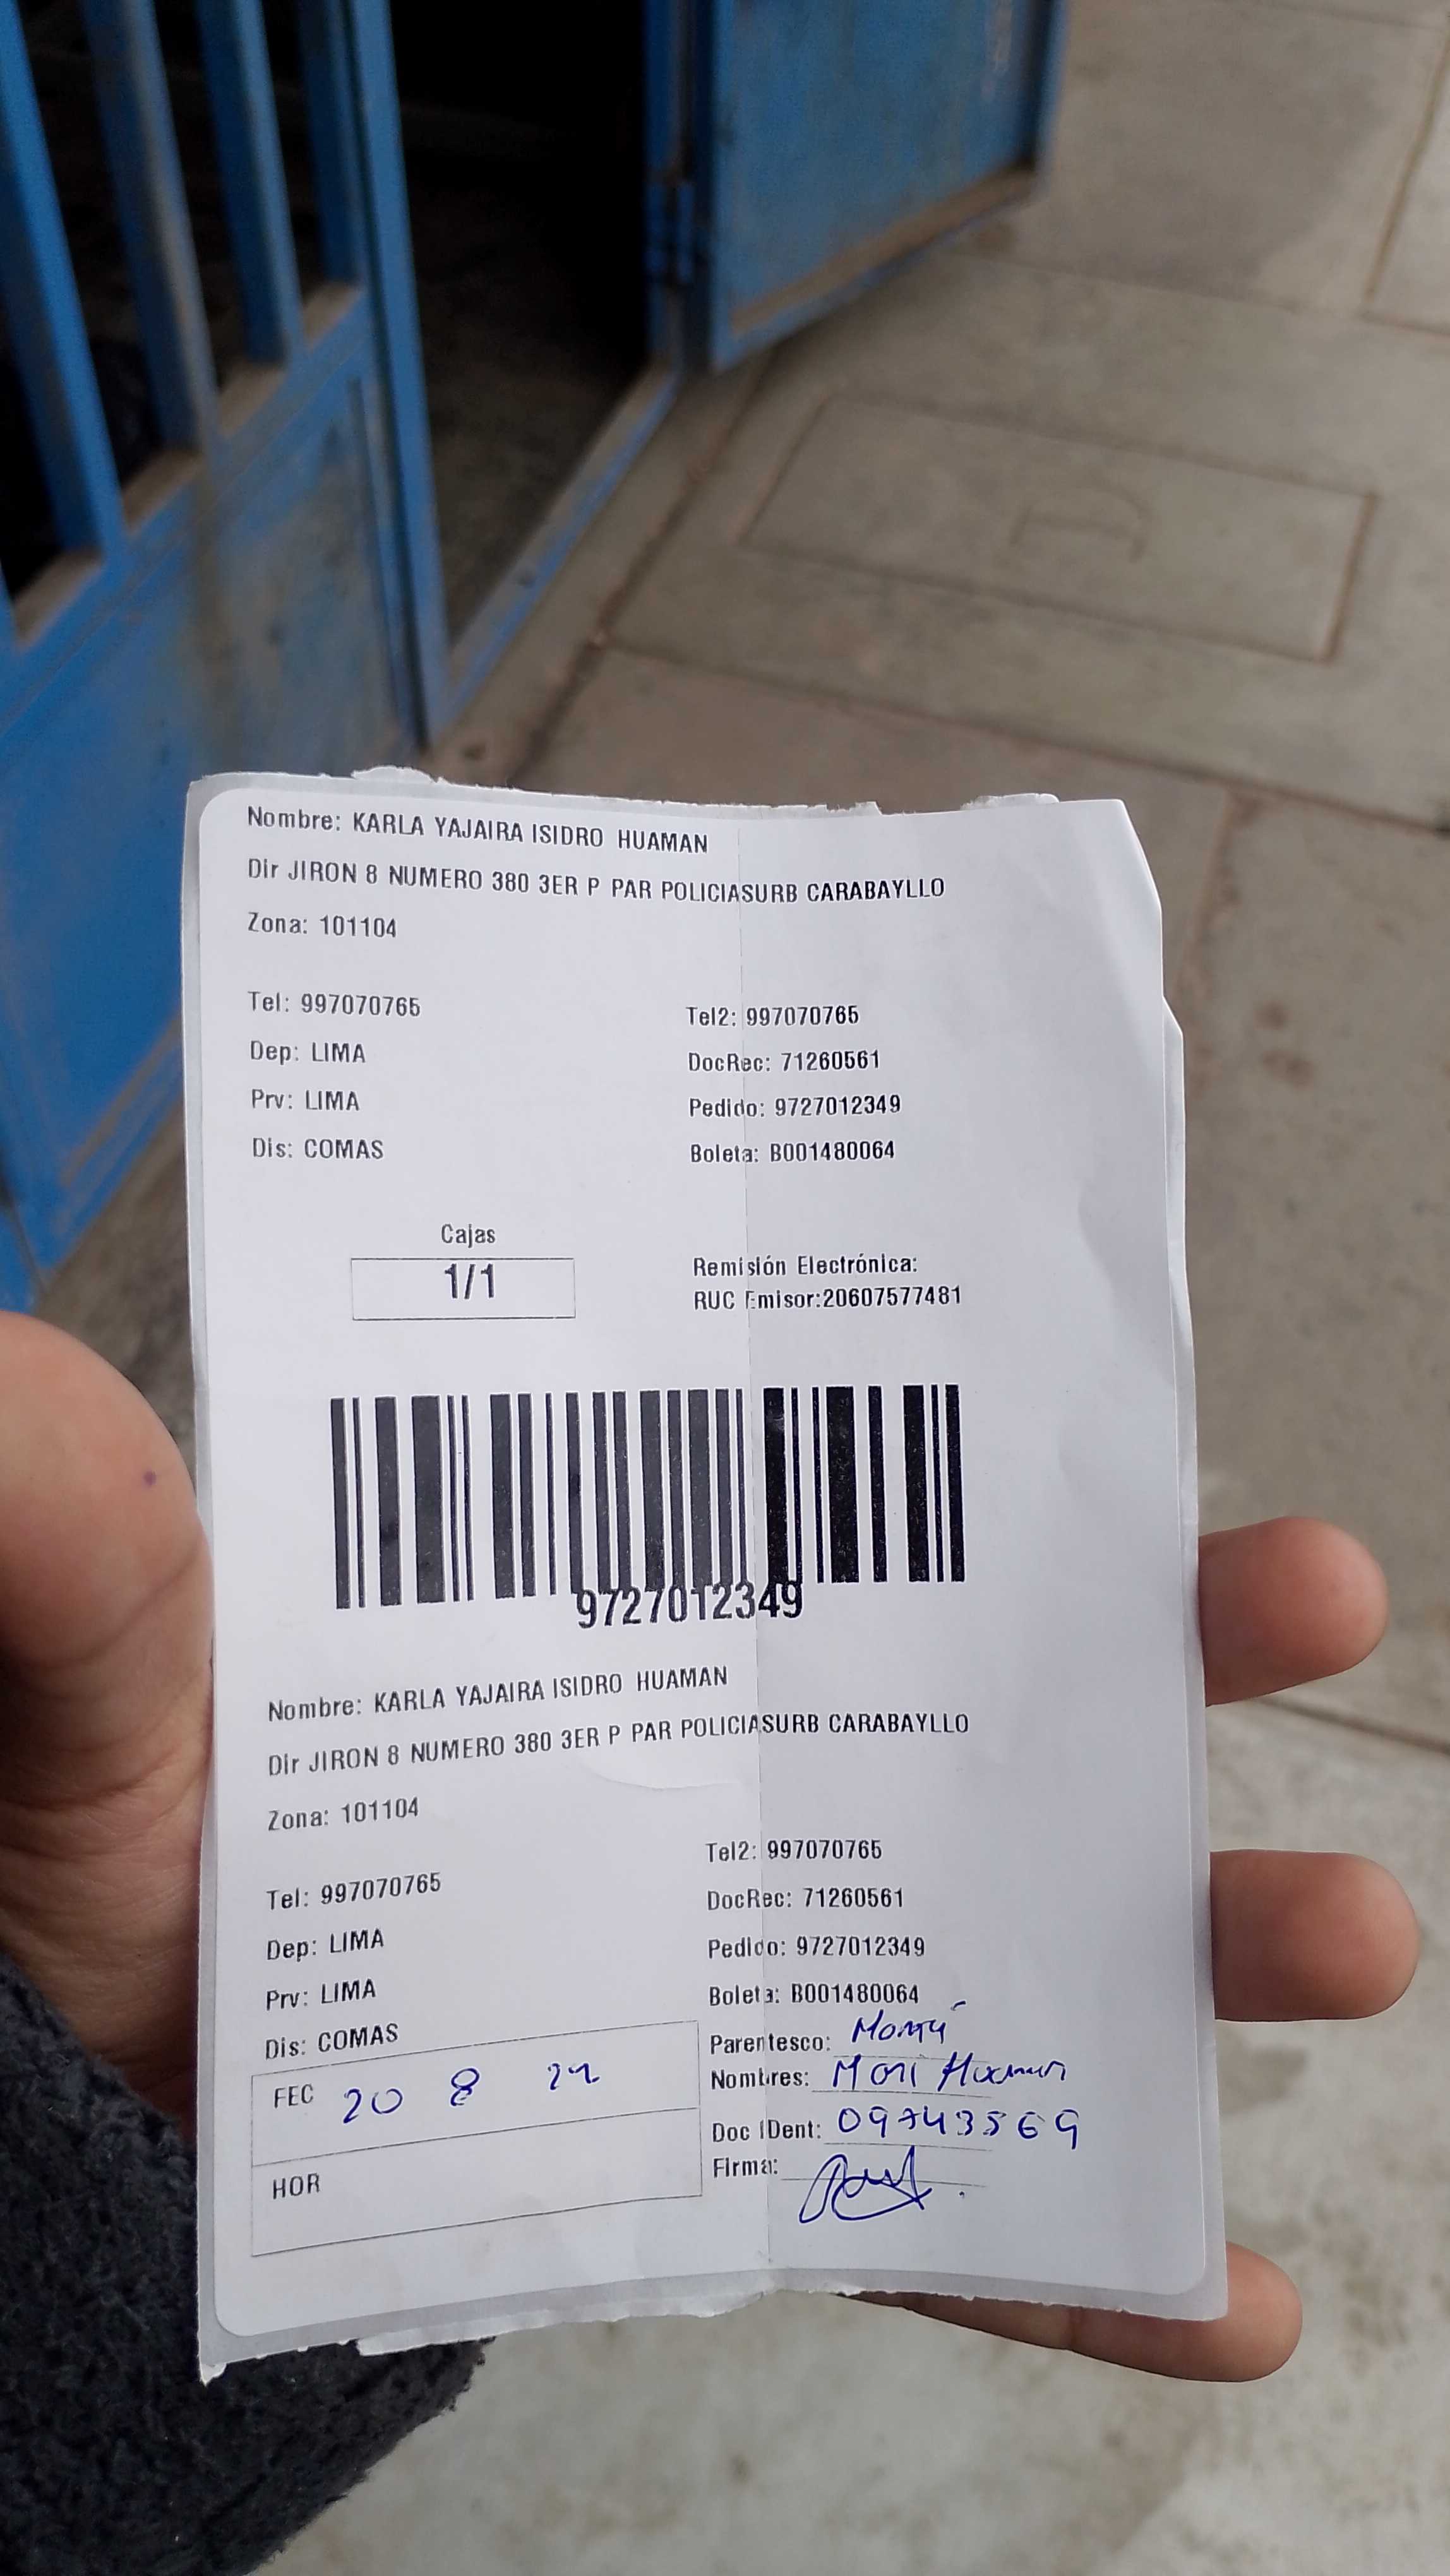 Nombre: KARLA YAJAIRA ISIDRO HUAMAN
Dir JIRON 8 NUMERO 380 3ER P PAR POLICIASURB CARABAYLLO
Zona: 101104
Tel: 997070765 Tel2: 997070765
Dep: LIMA DocRec: 71260561
Prv: LIMA Pedido: 9727012349
Dis: COMAS Boleta: B001480064
Cajas
1/1
Remisión Electrónica:
RUC Emisor:20607577481
9727012349
Nombre: KARLA YAJAIRA ISIDRO HUAMAN
Dir JIRON 8 NUMERO 380 3ER P PAR POLICIASURB CARABAYLLO
Zona: 101104
Tel: 997070765 Tel2: 997070765
Dep: LIMA DocRec: 71260561
Prv: LIMA Pedido: 9727012349
Dis: COMAS Boleta: B001480064
Parentesco:
FEC 20 8
Nombres: Huaman
Doc IDent: 09743569
HOR
Firma: